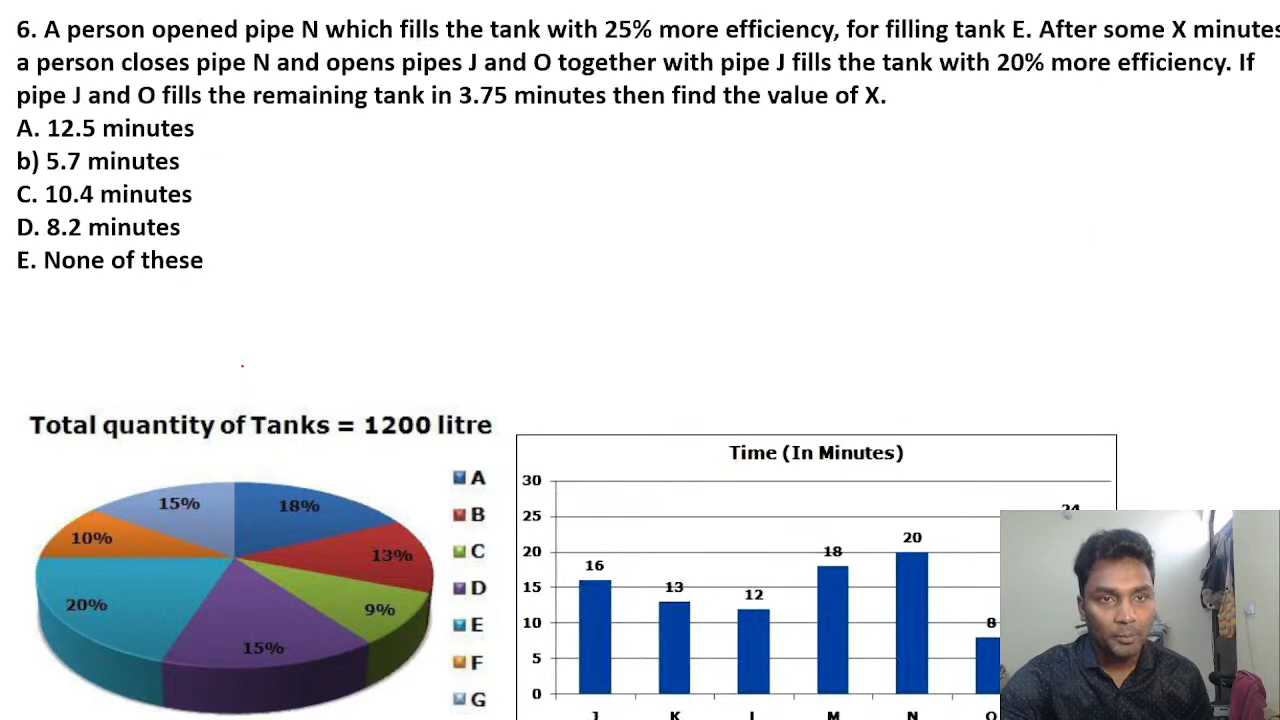 6. A person opened pipe N which fills the tank with 25% more efficiency, for filling tank E. After some X minutes
a person closes pipe N and opens pipes J and O together with pipe J fills the tank with 20% more efficiency. If
pipe J and O fills the remaining tank in 3.75 minutes then find the value of X.
A. 12.5 minutes
b) 5.7 minutes
C. 10.4 minutes
D. 8.2 minutes
E. None of these
Total quantity of Tanks = 1200 litre
15%
18%
10%
13%
20%
9%
15%
A
B
C
D
E
F
G
Time (In Minutes)
30
25
20
15
10
5
0
16
13
12
18
20
8
24
J
K
M
N
O